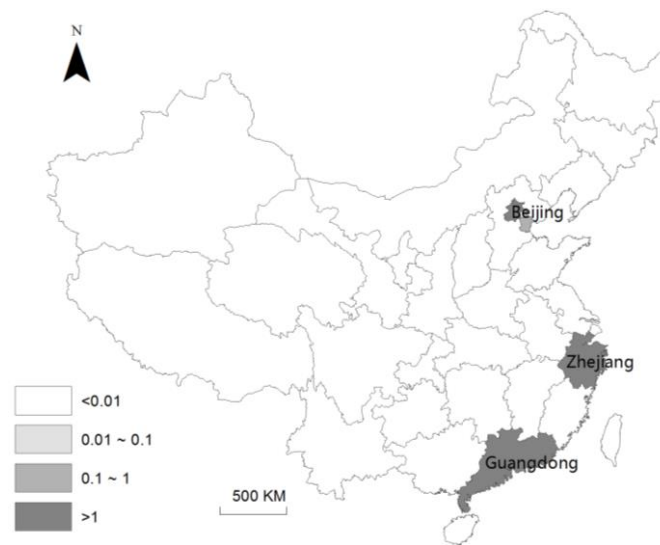 N
Beijing
Zhejiang
Guangdong
<0.01
0.01 ~ 0.1
0.1 ~ 1
>1
500 KM